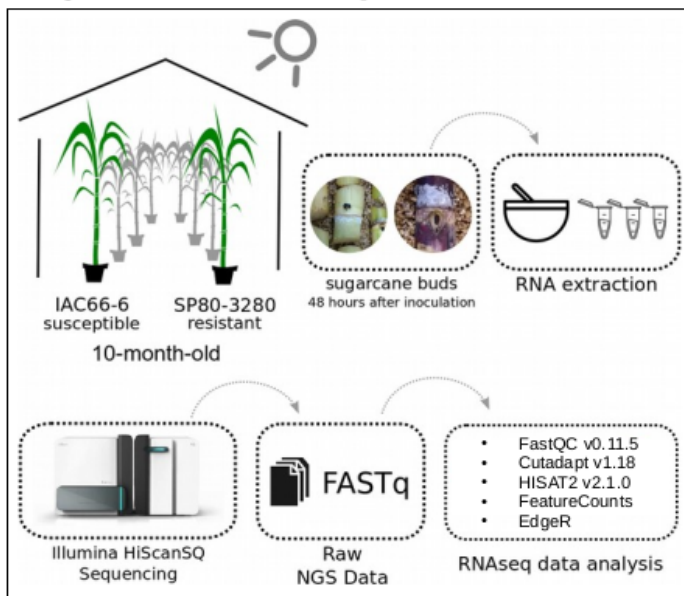 IAC66-6
susceptible
SP80-3280
resistant
10-month-old
sugarcane buds
48 hours after inoculation
RNA extraction
Illumina HiScanSQ
Sequencing
FASTq
Raw
NGS Data
• FastQC v0.11.5
• Cutadapt v1.18
• HISAT2 v2.1.0
• FeatureCounts
• EdgeR
RNAseq data analysis